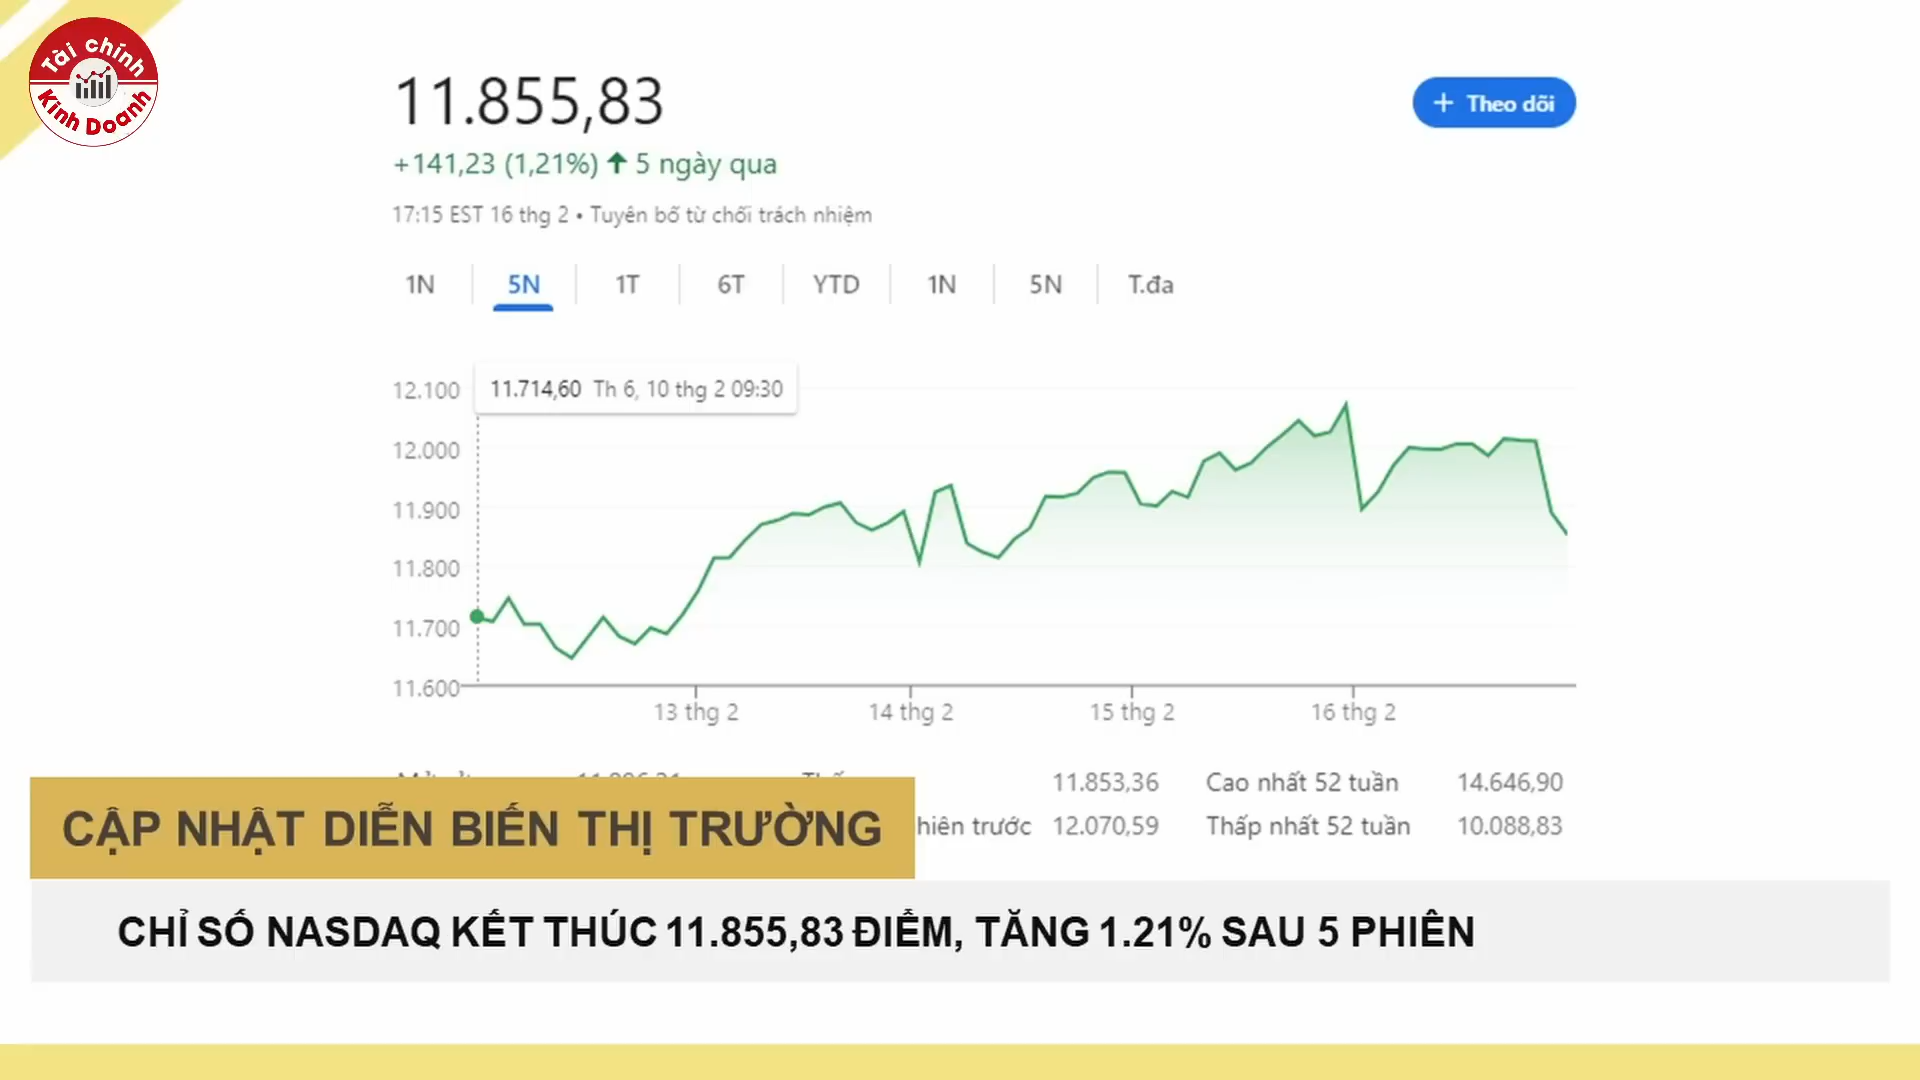 Tài chính
Kinh Doanh
11.855,83
+ Theo dõi
+141,23 (1,21%) ↑ 5 ngày qua
17:15 EST 16 thg 2 • Tuyên bố từ chối trách nhiệm
1N 5N 1T 6T YTD 1N 5N T.đa
11.714,60 Th 6, 10 thg 2 09:30
12.100
12.000
11.900
11.800
11.700
11.600
13 thg 2 14 thg 2 15 thg 2 16 thg 2
11.853,36 Cao nhất 52 tuần 14.646,90
trước 12.070,59 Thấp nhất 52 tuần 10.088,83
CẬP NHẬT DIỄN BIẾN THỊ TRƯỜNG
CHỈ SỐ NASDAQ KẾT THÚC 11.855,83 ĐIỂM, TĂNG 1.21% SAU 5 PHIÊN